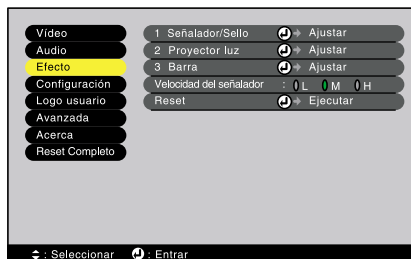 Vídeo
Audio
Efecto
Configuración
Logo usuario
Avanzada
Acerca
Reset Completo
1 Señalador/Sello Ajustar
2 Proyector luz Ajustar
3 Barra Ajustar
Velocidad del señalador : L M H
Reset Ejecutar
: Seleccionar : Entrar